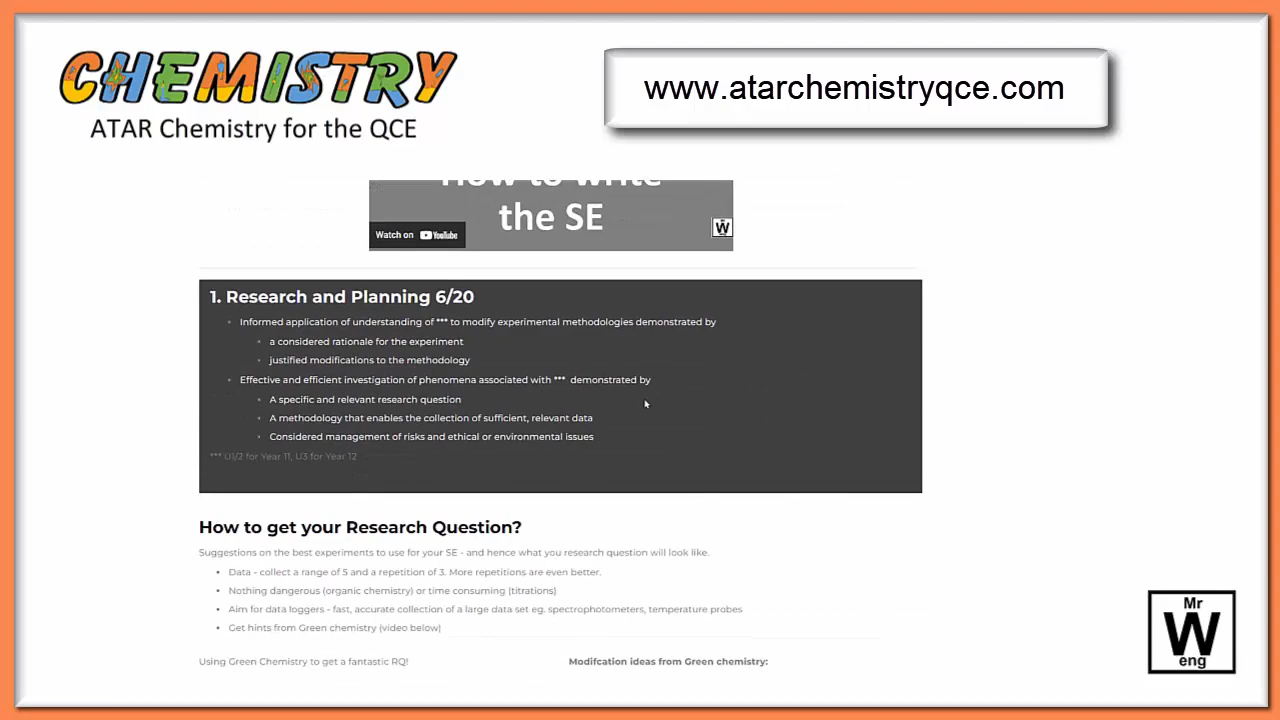 CHEMISTRY
ATAR Chemistry for the QCE
www.atarchemistryqce.com
How to write
the SE
Watch on YouTube
W
1. Research and Planning 6/20
• Informed application of understanding of *** to modify experimental methodologies demonstrated by
• a considered rationale for the experiment
• justified modifications to the methodology
• Effective and efficient investigation of phenomena associated with *** demonstrated by
• A specific and relevant research question
• A methodology that enables the collection of sufficient, relevant data
• Considered management of risks and ethical or environmental issues
*** U1/2 for Year 11, U3 for Year 12
How to get your Research Question?
Suggestions on the best experiments to use for your SE - and hence what you research question will look like.
• Data - collect a range of 5 and a repetition of 3. More repetitions are even better.
• Nothing dangerous (organic chemistry) or time consuming (titrations)
• Aim for data loggers - fast, accurate collection of a large data set eg. spectrophotometers, temperature probes
• Get hints from Green chemistry (video below)
Using Green Chemistry to get a fantastic RQ!
Modifcation ideas from Green chemistry:
Mr
W
eng